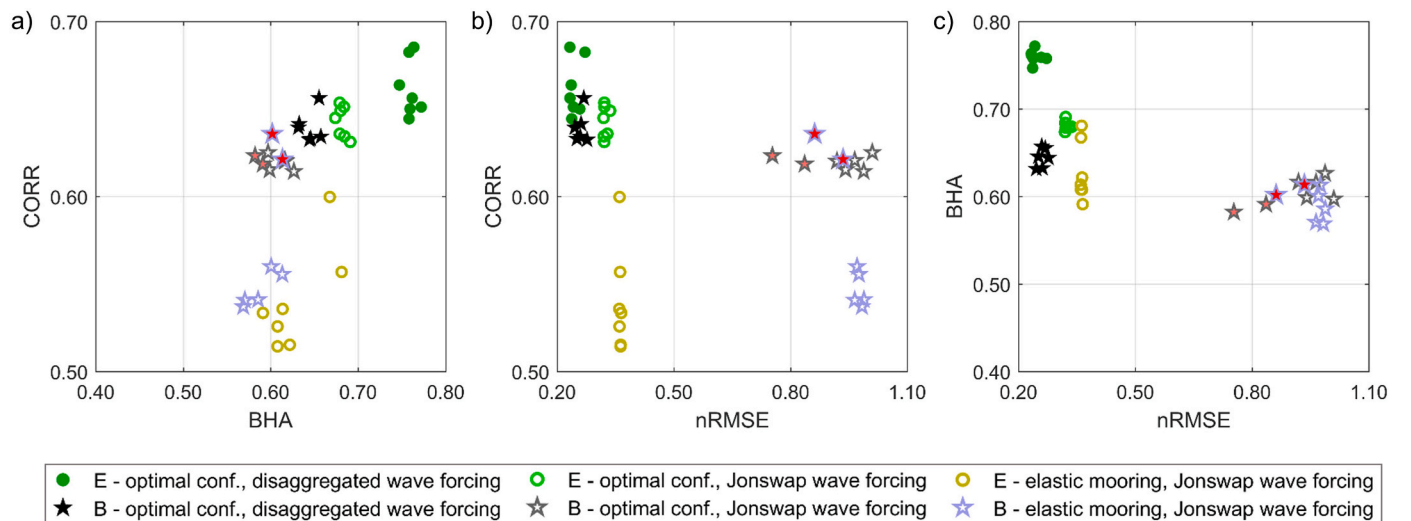 a)
0.70
CORR
0.60
0.50
0.40 0.50 0.60 0.70 0.80
BHA
b)
0.70
CORR
0.60
0.50
0.20 0.50 0.80 1.10
nRMSE
c)
0.80
0.70
BHA
0.60
0.50
0.40
0.20 0.50 0.80 1.10
nRMSE
E - optimal conf., disaggregated wave forcing E - optimal conf., Jonswap wave forcing E - elastic mooring, Jonswap wave forcing
B - optimal conf., disaggregated wave forcing B - optimal conf., Jonswap wave forcing B - elastic mooring, Jonswap wave forcing